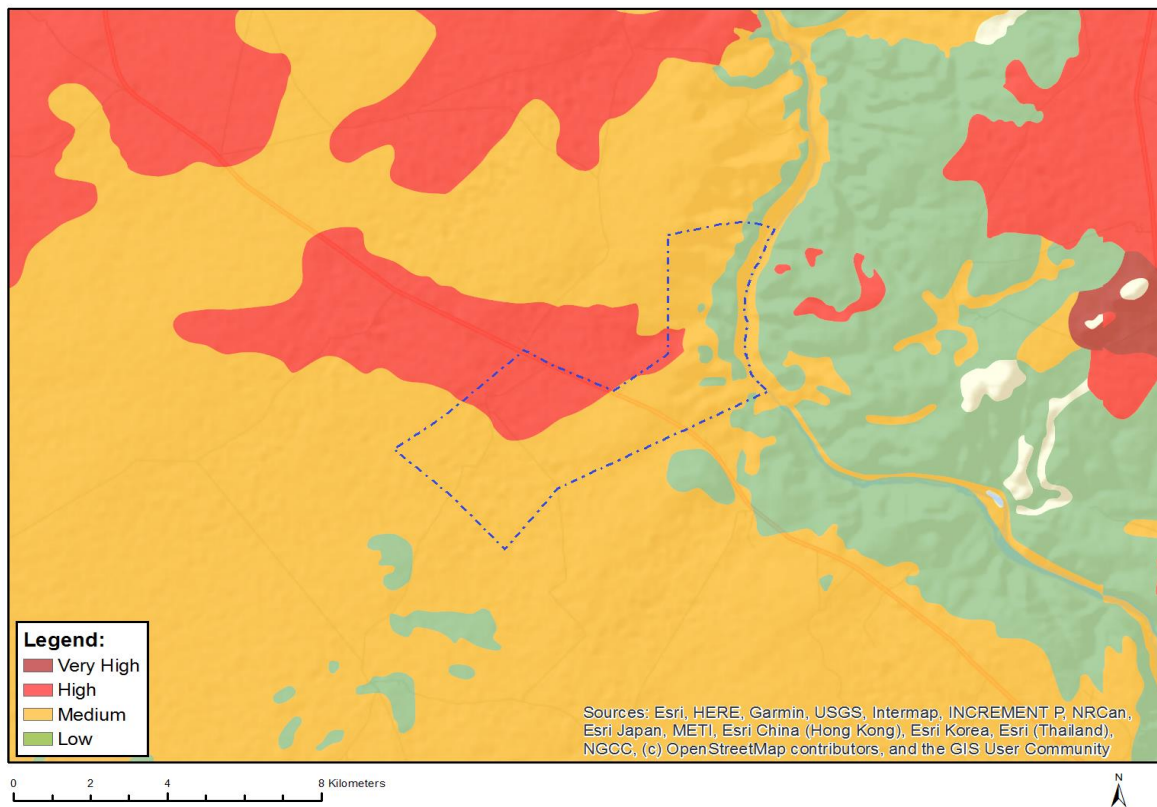 Legend:
Very High
High
Medium
Low
Sources: Esri, HERE, Garmin, USGS, Intermap, INCREMENT P, NRCan,
Esri Japan, METI, Esri China (Hong Kong), Esri Korea, Esri (Thailand),
NGCC, (c) OpenStreetMap contributors, and the GIS User Community
0 2 4 8 Kilometers
N